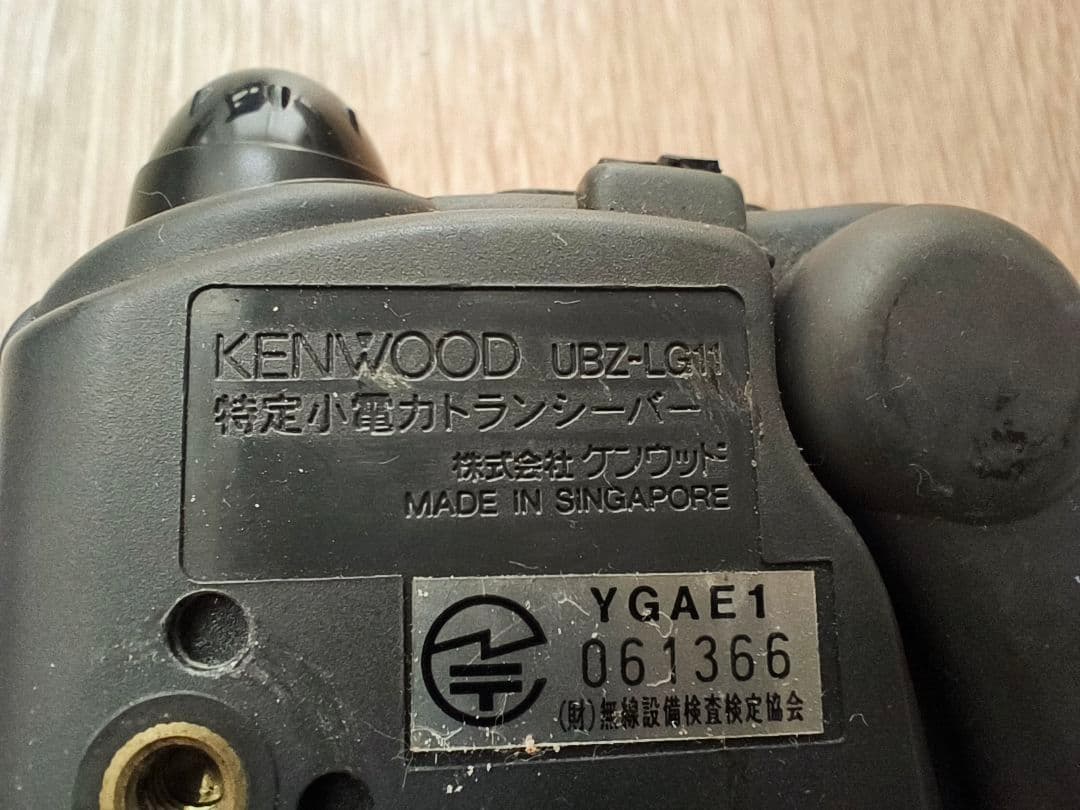 KENWOOD UBZ-LG11
特定小電力トランシーバー
株式会社 ケンウッド
MADE IN SINGAPORE
YGAE1
061366
(財)無線設備検査検定協会